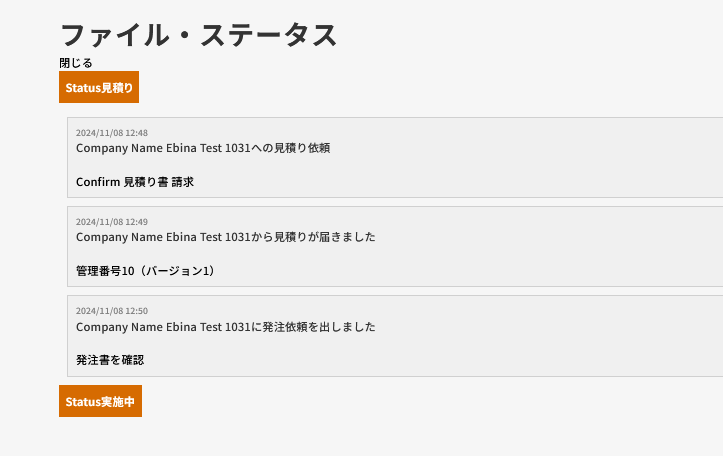 ファイル・ステータス
閉じる
Status見積り
2024/11/08 12:48
Company Name Ebina Test 1031への見積り依頼
Confirm 見積り書 請求
2024/11/08 12:49
Company Name Ebina Test 1031から見積りが届きました
管理番号10（バージョン1）
2024/11/08 12:50
Company Name Ebina Test 1031に発注依頼を出しました
発注書を確認
Status実施中